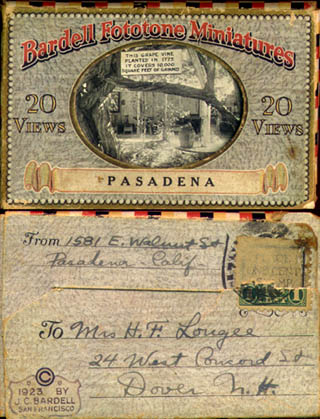 Bardell Fototone Miniatures
THIS GRAPE VINE
PLANTED IN 1775
IT COVERS 10,000
SQUARE FEET OF GROUND
20
VIEWS
20
VIEWS
PASADENA
From 1581 E. Walnut St
Pasadena - Calif -
To Mrs H. F. Lougee
24 West Concord St
Dover N. H.
©
1923 BY
J.C. BARDELL
SAN FRANCISCO